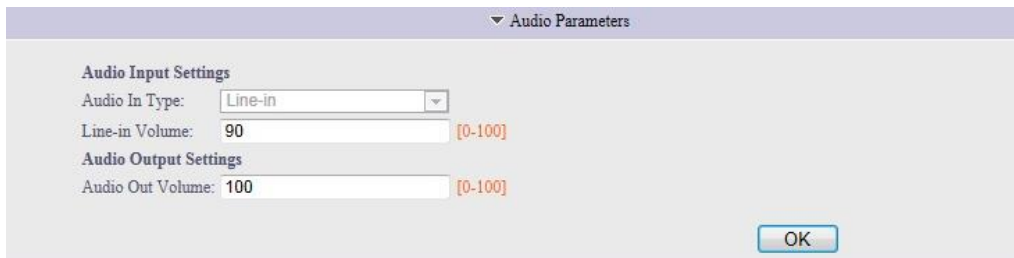 Audio Parameters
Audio Input Settings
Audio In Type: Line-in
Line-in Volume: 90 [0-100]
Audio Output Settings
Audio Out Volume: 100 [0-100]
OK